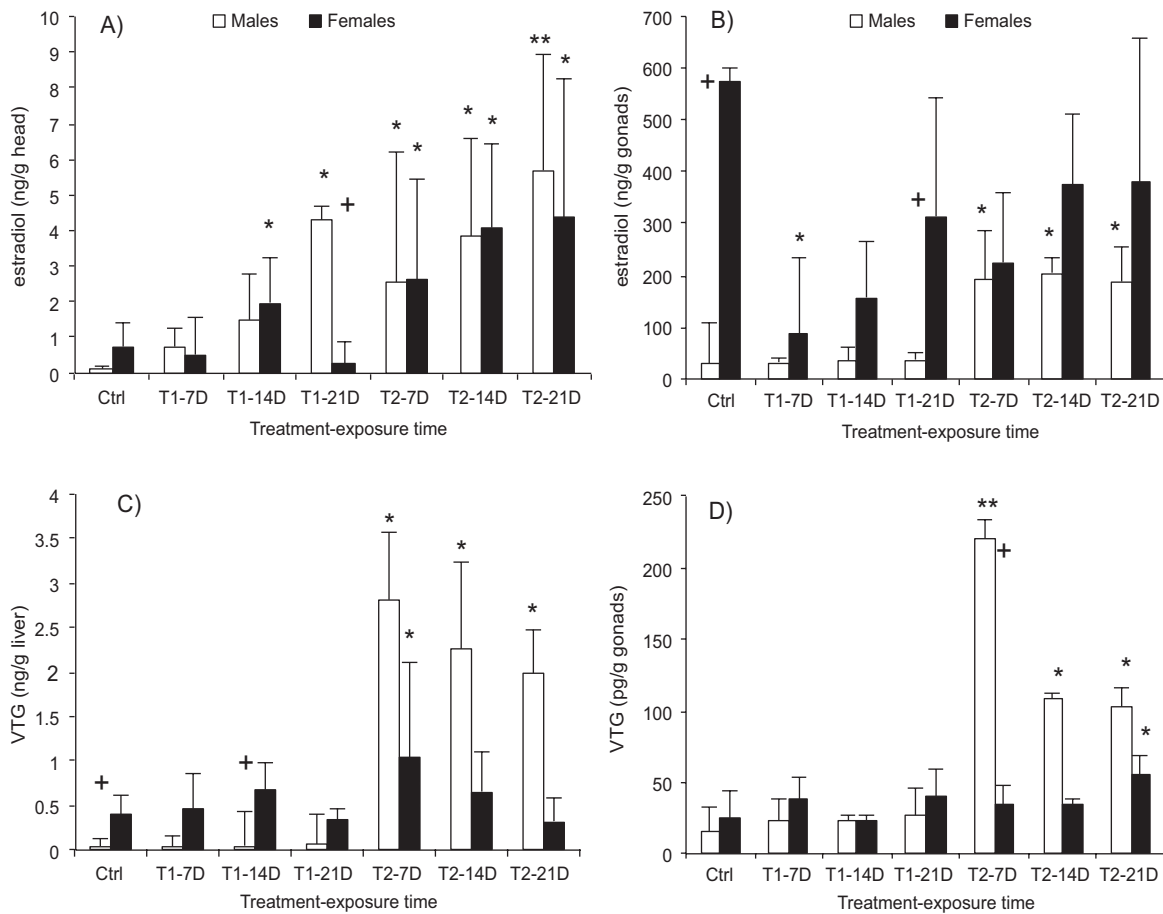 A)
Males Females
10
9
8
7
6
5
4
3
2
1
0
estradiol (ng/g head)
** * * * * * * * * +
Ctrl T1-7D T1-14D T1-21D T2-7D T2-14D T2-21D
Treatment-exposure time
B)
Males Females
700
600
500
400
300
200
100
0
estradiol (ng/g gonads)
+ * + * * *
Ctrl T1-7D T1-14D T1-21D T2-7D T2-14D T2-21D
Treatment-exposure time
C)
4
3.5
3
2.5
2
1.5
1
0.5
0
VTG (ng/g liver)
+ + * * * *
Ctrl T1-7D T1-14D T1-21D T2-7D T2-14D T2-21D
Treatment-exposure time
D)
250
200
150
100
50
0
VTG (pg/g gonads)
** + * * *
Ctrl T1-7D T1-14D T1-21D T2-7D T2-14D T2-21D
Treatment-exposure time